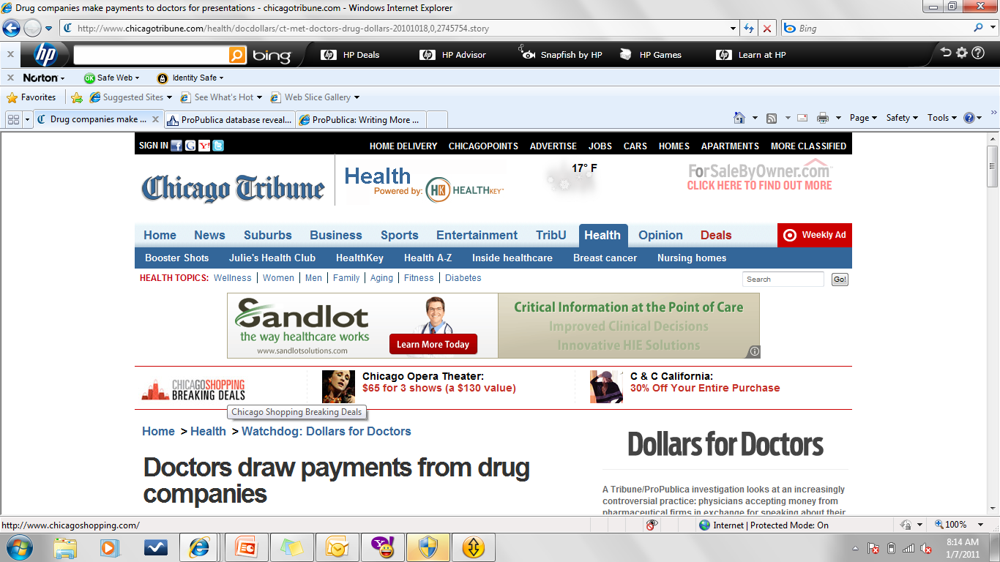 Drug companies make payments to doctors for presentations - chicagotribune.com - Windows Internet Explorer
http://www.chicagotribune.com/health/docdollars/ct-met-doctors-drug-dollars-20101018,0,2745754.story
Bing
hp bing HP Deals HP Advisor Snapfish by HP HP Games Learn at HP
Norton Safe Web Identity Safe
Favorites Suggested Sites See What's Hot Web Slice Gallery
Drug companies make ... ProPublica database reveal... ProPublica: Writing More ... Page Safety Tools
SIGN IN HOME DELIVERY CHICAGOPOINTS ADVERTISE JOBS CARS HOMES APARTMENTS MORE CLASSIFIED
Chicago Tribune
Health
Powered by: HK HEALTHKEY
17° F
ForSaleByOwner.com
CLICK HERE TO FIND OUT MORE
Home News Suburbs Business Sports Entertainment TribU Health Opinion Deals Weekly Ad
Booster Shots Julie's Health Club HealthKey Health A-Z Inside healthcare Breast cancer Nursing homes
HEALTH TOPICS: Wellness Women Men Family Aging Fitness Diabetes Search Go!
Sandlot
the way healthcare works
www.sandlotsolutions.com
Learn More Today
Critical Information at the Point of Care
Improved Clinical Decisions
Innovative HIE Solutions
CHICAGOSHOPPING
BREAKING DEALS
Chicago Opera Theater:
$65 for 3 shows (a $130 value)
C & C California:
30% Off Your Entire Purchase
Chicago Shopping Breaking Deals
Home > Health > Watchdog: Dollars for Doctors
Doctors draw payments from drug
companies
Dollars for Doctors
A Tribune/ProPublica investigation looks at an increasingly
controversial practice: physicians accepting money from
pharmaceutical firms in exchange for speaking about their
http://www.chicagoshopping.com/ Internet | Protected Mode: On 100%
8:14 AM
1/7/2011